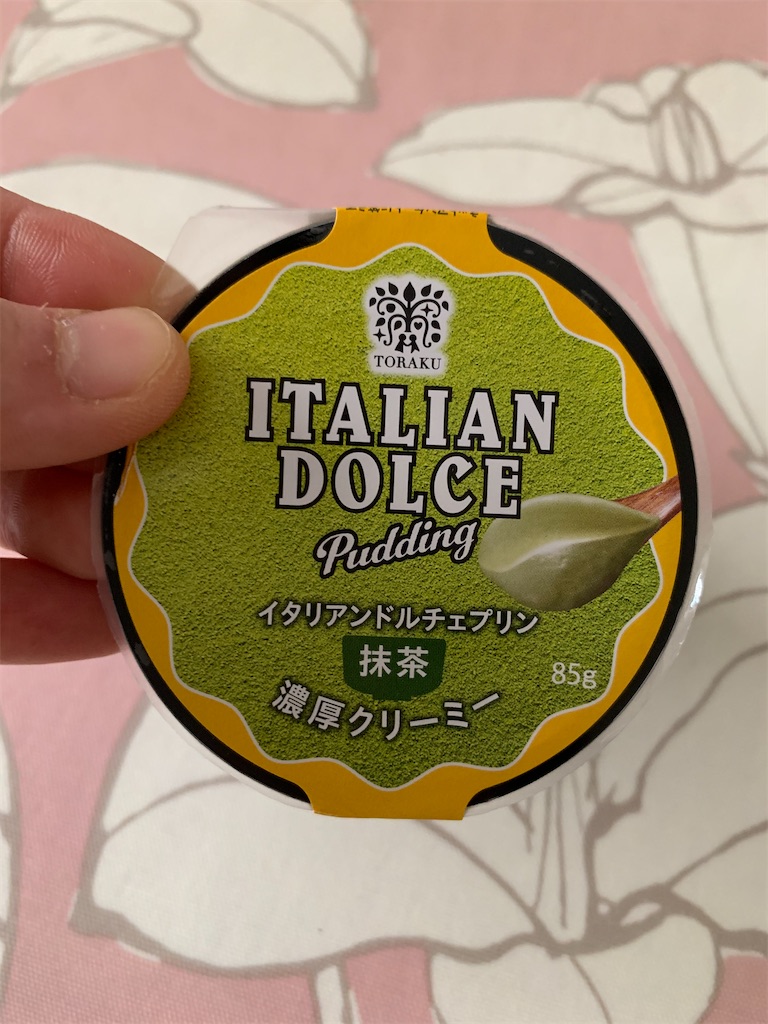 TORAKU
ITALIAN
DOLCE
Pudding
イタリアンドルチェプリン
抹茶
85g
濃厚クリーミー